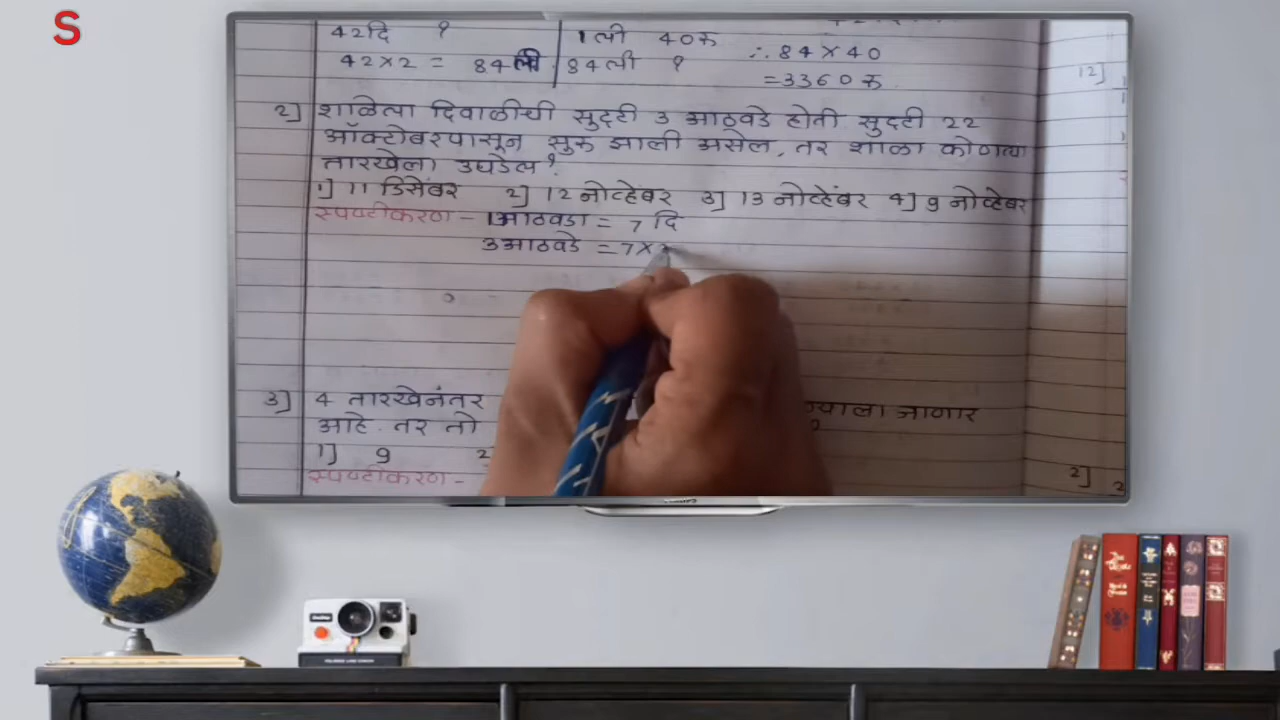 S
42दि ?
42×2 = 84ली
1ली 40रु
84ली ?
∴ 84×40
=3360रु.
12]
2] शाळेत्या दिवाळीची सुट्टी 3 आठवडे होती सुट्टी 22
ऑक्टोबरपासून सुरु झाली असेल, तर शाळा कोणत्या
तारखेला उघडेल?
1] 11 डिसेंबर 2] 12 नोव्हेंबर 3] 13 नोव्हेंबर 4] 9 नोव्हेंबर
स्पष्टीकरण - 1आठवडा = 7 दि
3आठवडे = 7×
3] 4 तारखेनंतर जाणार
आहे. तर तो
1] 9 2
स्पष्टीकरण -
2] 2